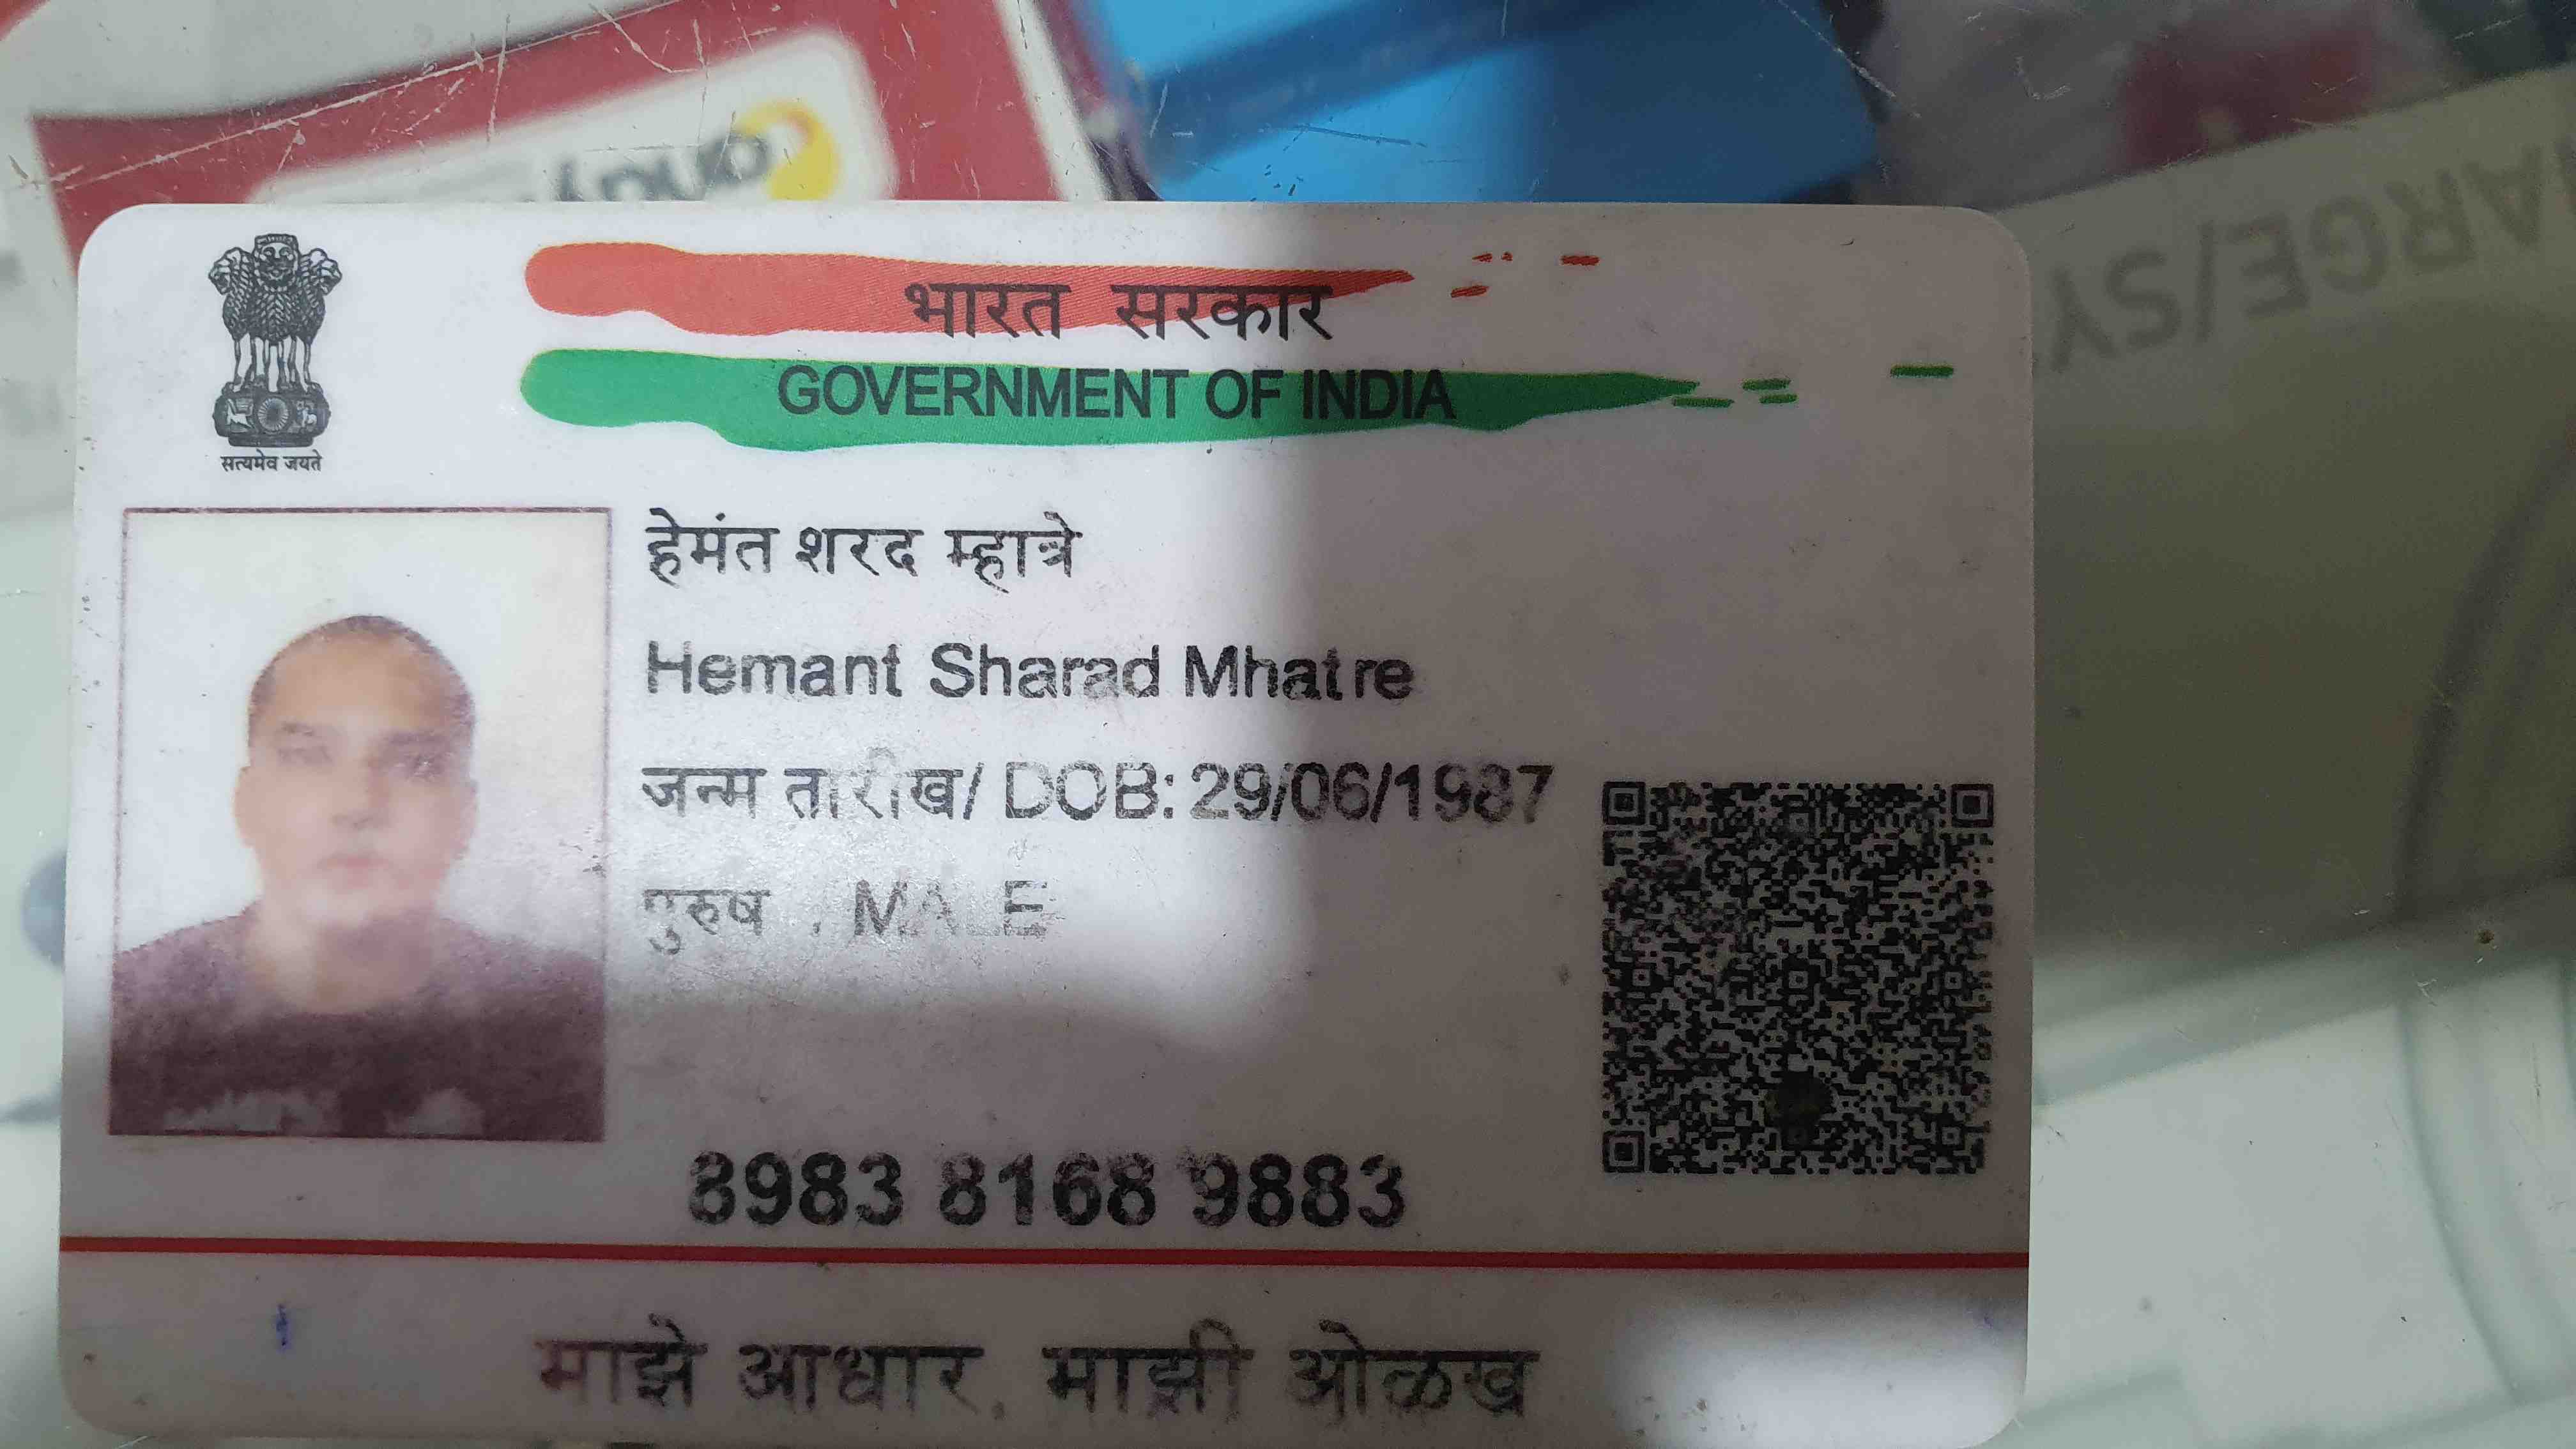 भारत सरकार
GOVERNMENT OF INDIA
सत्यमेव जयते
हेमंत शरद म्हात्रे
Hemant Sharad Mhatre
जन्म तारीख/ DOB: 29/06/1987
पुरुष . MALE
8983 8168 9883
माझे आधार, माझी ओळख
ARGE/SY